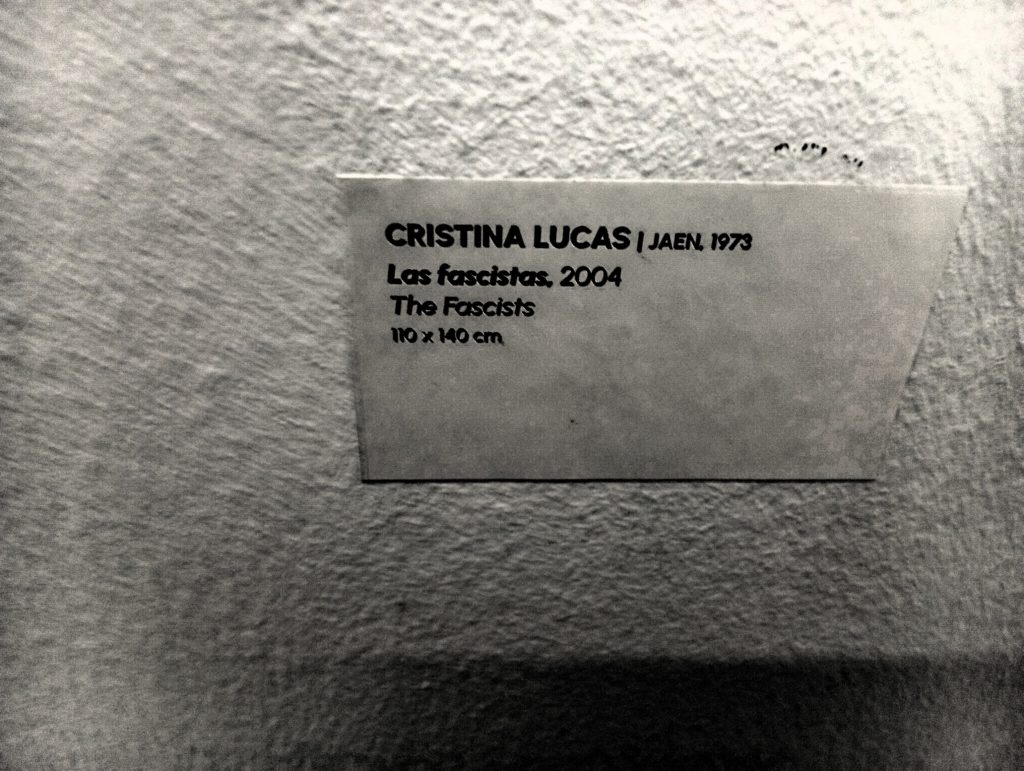 CRISTINA LUCAS | JAEN, 1973
Las fascistas, 2004
The Fascists
110 x 140 cm